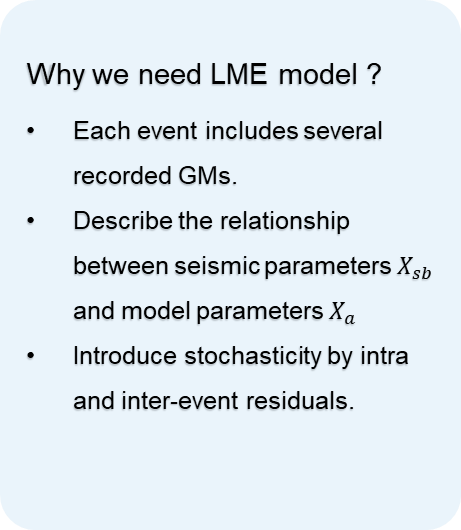 Why we need LME model ?
• Each event includes several
recorded GMs.
• Describe the relationship
between seismic parameters 𝑋𝑠𝑏
and model parameters 𝑋𝑎
• Introduce stochasticity by intra
and inter-event residuals.